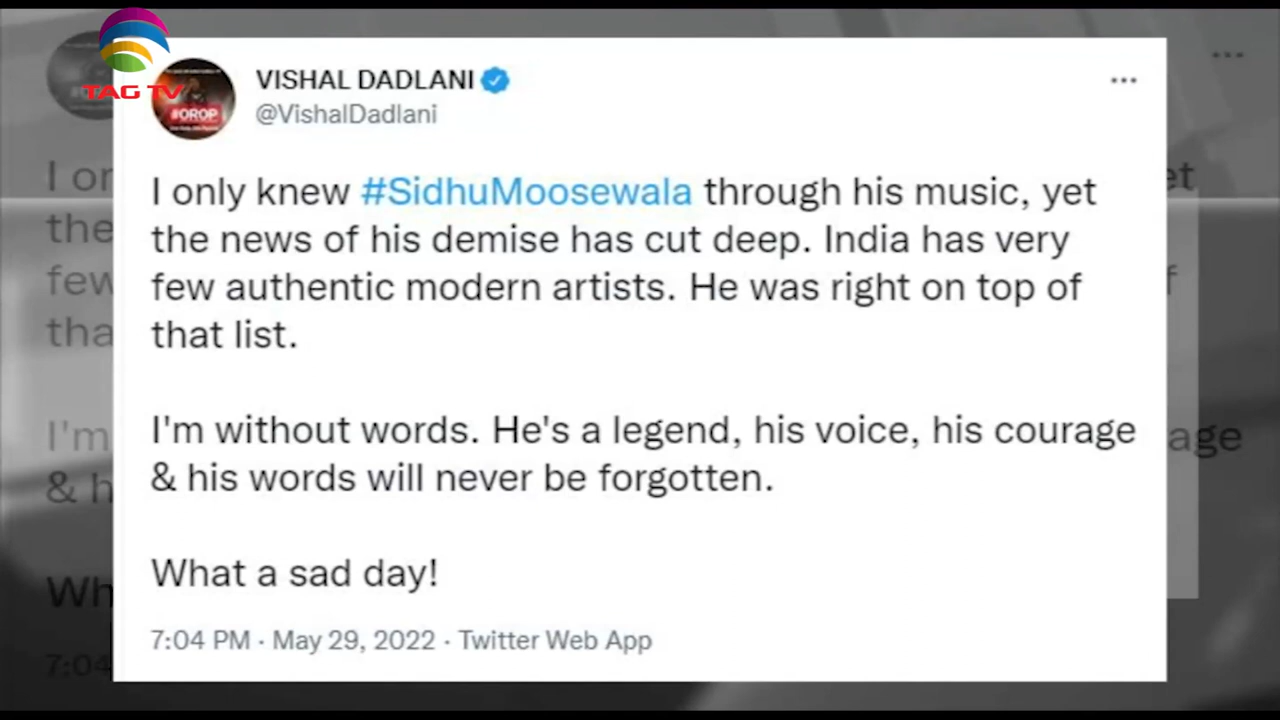 TAG TV
VISHAL DADLANI
@VishalDadlani
#OROP
I only knew #SidhuMoosewala through his music, yet
the news of his demise has cut deep. India has very
few authentic modern artists. He was right on top of
that list.
I'm without words. He's a legend, his voice, his courage
& his words will never be forgotten.
What a sad day!
7:04 PM · May 29, 2022 · Twitter Web App